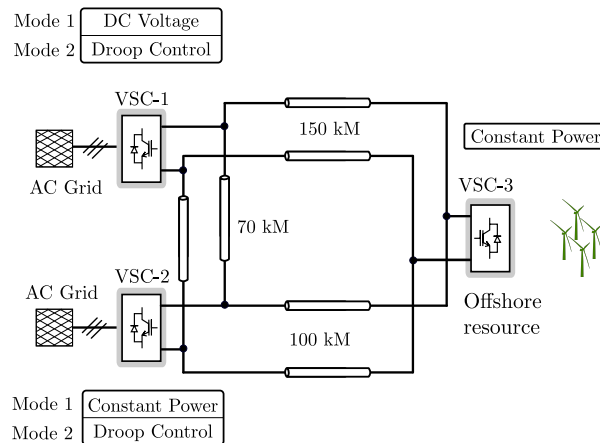 Mode 1 DC Voltage
Mode 2 Droop Control
VSC-1
150 kM
Constant Power
AC Grid
VSC-3
70 kM
AC Grid
VSC-2
Offshore
resource
100 kM
Mode 1 Constant Power
Mode 2 Droop Control